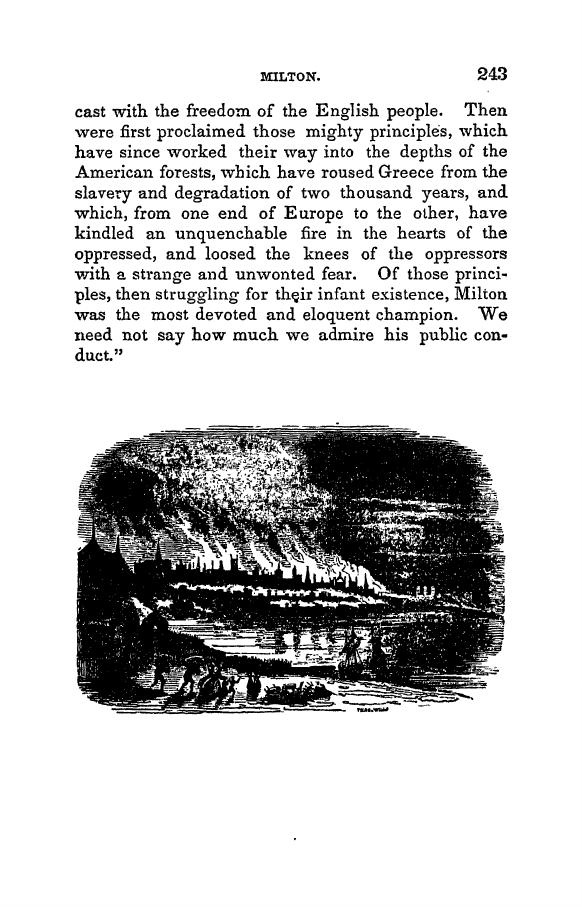 MILTON. 243
cast with the freedom of the English people. Then
were first proclaimed those mighty principles, which
have since worked their way into the depths of the
American forests, which have roused Greece from the
slavery and degradation of two thousand years, and
which, from one end of Europe to the other, have
kindled an unquenchable fire in the hearts of the
oppressed, and loosed the knees of the oppressors
with a strange and unwonted fear. Of those princi-
ples, then struggling for their infant existence, Milton
was the most devoted and eloquent champion. We
need not say how much we admire his public con-
duct."